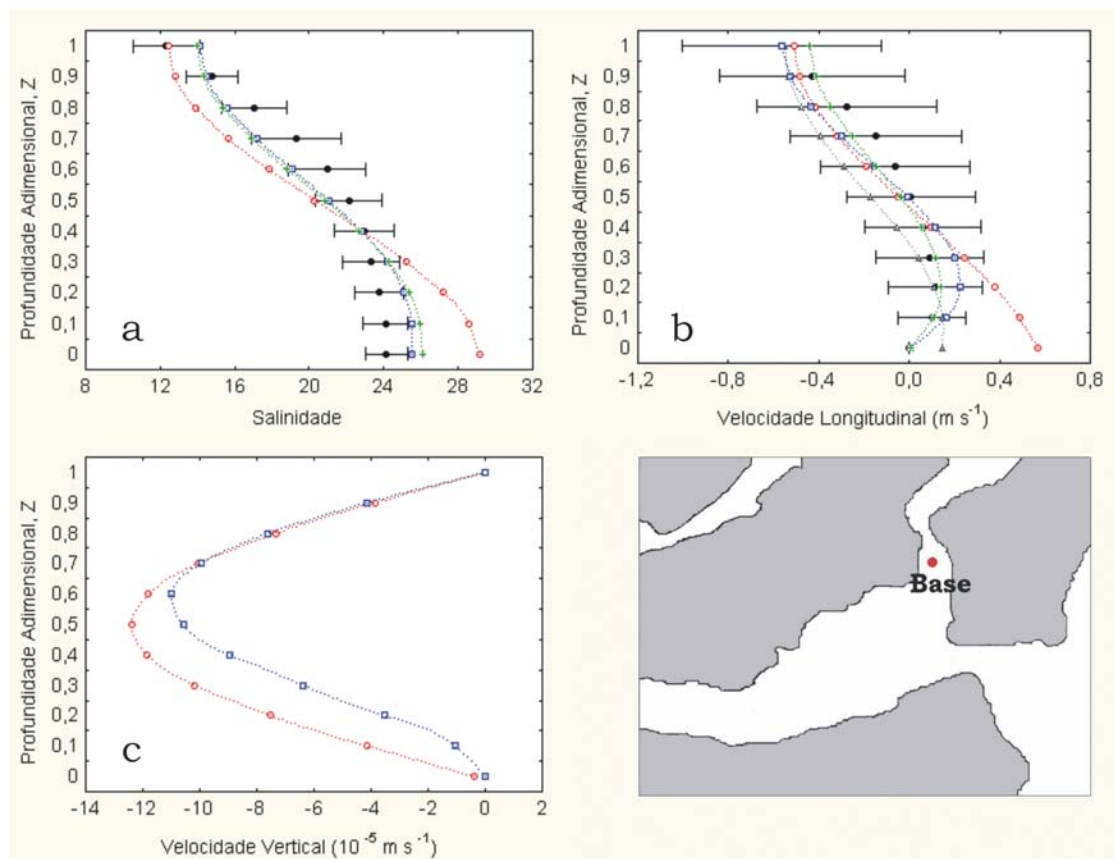 Profundidade Adimensional, Z
1
0,9
0,8
0,7
0,6
0,5
0,4
0,3
0,2
0,1
0
a
8 12 16 20 24 28 32
Salinidade
Profundidade Adimensional, Z
1
0,9
0,8
0,7
0,6
0,5
0,4
0,3
0,2
0,1
0
b
-1,2 -0,8 -0,4 0,0 0,4 0,8
Velocidade Longitudinal (m s⁻¹)
Profundidade Adimensional, Z
1
0,9
0,8
0,7
0,6
0,5
0,4
0,3
0,2
0,1
0
c
-14 -12 -10 -8 -6 -4 -2 0 2
Velocidade Vertical (10⁻⁵ m s⁻¹)
Base